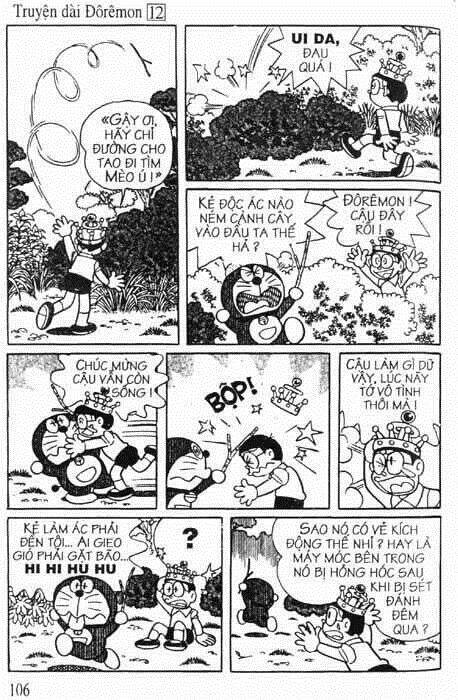 Truyện dài Đôrêmon 12
«GẬY ƠI,
HÃY CHỈ
ĐƯỜNG CHO
TAO ĐI TÌM
MÈO Ú !»
UI DA,
ĐAU
QUÁ !
KẺ ĐỘC ÁC NÀO
NÉM CÀNH CÂY
VÀO ĐẦU TA THẾ
HẢ ?
ĐÔRÊMON !
CẬU ĐÂY
RỒI !
CHÚC MỪNG
CẬU VẪN CÒN
SỐNG !
BỘP!
CẬU LÀM GÌ DỮ
VẬY, LÚC NÃY
TỚ VÔ TÌNH
THÔI MÀ !
KẺ LÀM ÁC PHẢI
ĐỀN TỘI... AI GIEO
GIÓ PHẢI GẶT BÃO...
HI HI HÙ HU
?
SAO NÓ CÓ VẺ KÍCH
ĐỘNG THẾ NHỈ ? HAY LÀ
MÁY MÓC BÊN TRONG
NÓ BỊ HỎNG HÓC SAU
KHI BỊ SÉT
ĐÁNH
ĐÊM
QUA ?
106